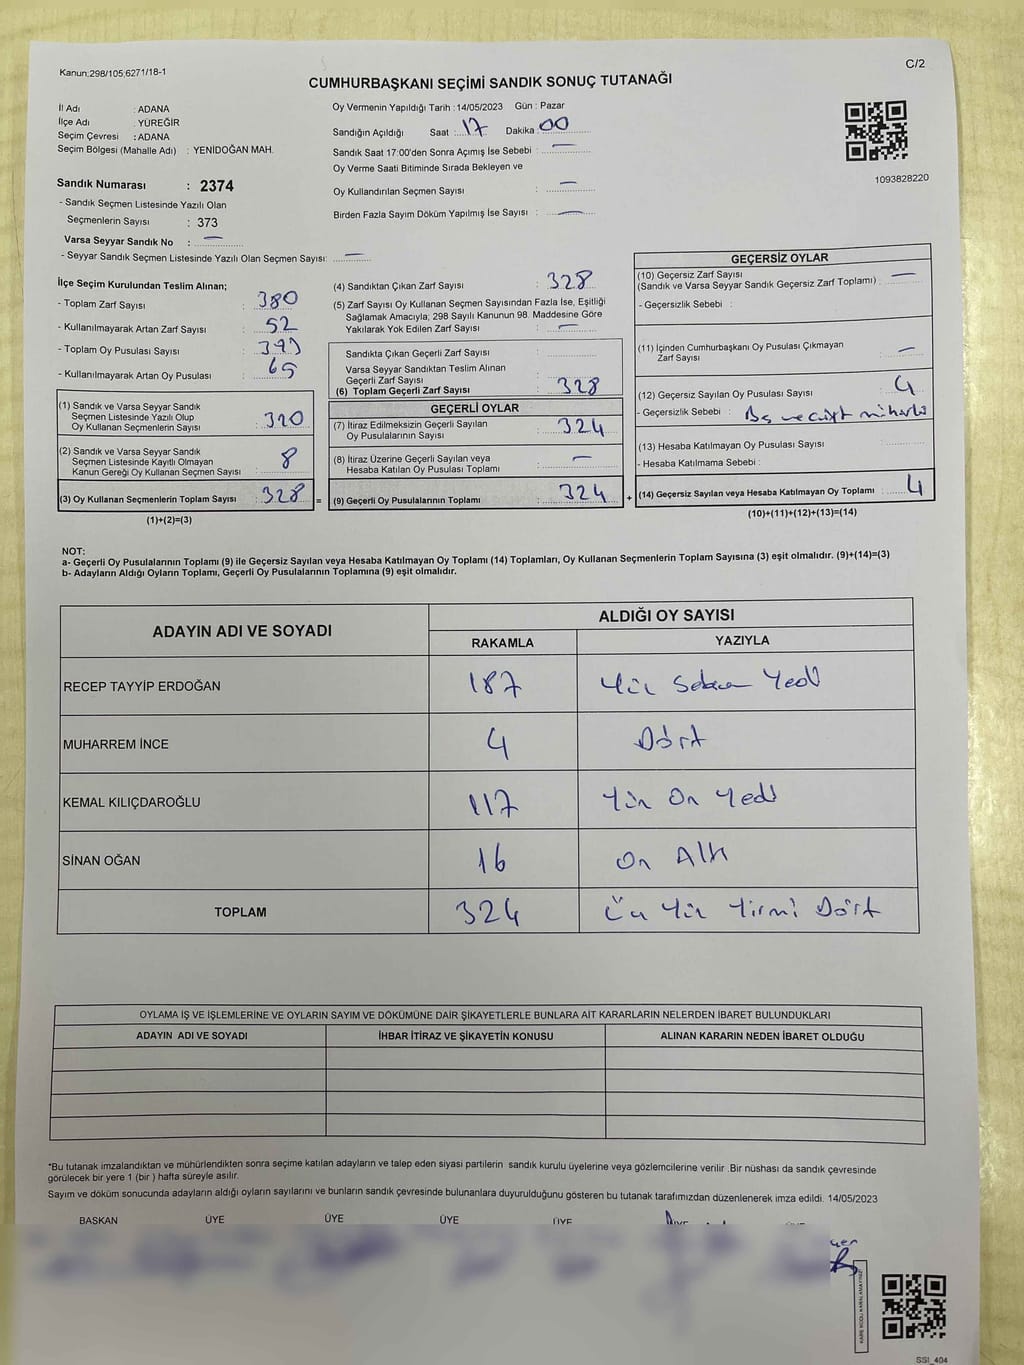 Kanun:298/105;6271/18-1
C/2
CUMHURBAŞKANI SEÇİMİ SANDIK SONUÇ TUTANAĞI
İl Adı : ADANA
İlçe Adı : YÜREĞİR
Seçim Çevresi : ADANA
Seçim Bölgesi (Mahalle Adı) : YENİDOĞAN MAH.
Oy Vermenin Yapıldığı Tarih : 14/05/2023 Gün : Pazar
Sandığın Açıldığı Saat : 17 Dakika : 00
Sandık Saat 17:00'den Sonra Açımış İse Sebebi : —
Oy Verme Saati Bitiminde Sırada Bekleyen ve
Oy Kullandırılan Seçmen Sayısı : —
Birden Fazla Sayım Döküm Yapılmış İse Sayısı : —
1093828220
Sandık Numarası : 2374
- Sandık Seçmen Listesinde Yazılı Olan
Seçmenlerin Sayısı : 373
Varsa Seyyar Sandık No : —
- Seyyar Sandık Seçmen Listesinde Yazılı Olan Seçmen Sayısı: —
İlçe Seçim Kurulundan Teslim Alınan;
- Toplam Zarf Sayısı : 380
- Kullanılmayarak Artan Zarf Sayısı : 52
- Toplam Oy Pusulası Sayısı :
- Kullanılmayarak Artan Oy Pusulası :
(1) Sandık ve Varsa Seyyar Sandık
Seçmen Listesinde Yazılı Olup
Oy Kullanan Seçmenlerin Sayısı : 320
(2) Sandık ve Varsa Seyyar Sandık
Seçmen Listesinde Kayıtlı Olmayan
Kanun Gereği Oy Kullanan Seçmen Sayısı : 8
(3) Oy Kullanan Seçmenlerin Toplam Sayısı : 328 =
(1)+(2)=(3)
(4) Sandıktan Çıkan Zarf Sayısı : 328
(5) Zarf Sayısı Oy Kullanan Seçmen Sayısından Fazla İse, Eşitliği
Sağlamak Amacıyla; 298 Sayılı Kanunun 98. Maddesine Göre
Yakılarak Yok Edilen Zarf Sayısı : —
Sandıkta Çıkan Geçerli Zarf Sayısı :
Varsa Seyyar Sandıktan Teslim Alınan
Geçerli Zarf Sayısı :
(6) Toplam Geçerli Zarf Sayısı : 328
GEÇERLİ OYLAR
(7) İtiraz Edilmeksizin Geçerli Sayılan
Oy Pusulalarının Sayısı : 324
(8) İtiraz Üzerine Geçerli Sayılan veya
Hesaba Katılan Oy Pusulası Toplamı : —
(9) Geçerli Oy Pusulalarının Toplamı : 324 +
GEÇERSİZ OYLAR
(10) Geçersiz Zarf Sayısı
(Sandık ve Varsa Seyyar Sandık Geçersiz Zarf Toplamı) : —
- Geçersizlik Sebebi :
(11) İçinden Cumhurbaşkanı Oy Pusulası Çıkmayan
Zarf Sayısı : —
(12) Geçersiz Sayılan Oy Pusulası Sayısı : 4
- Geçersizlik Sebebi : Boş ve çift mühürlü
(13) Hesaba Katılmayan Oy Pusulası Sayısı :
- Hesaba Katılmama Sebebi :
(14) Geçersiz Sayılan veya Hesaba Katılmayan Oy Toplamı : 4
(10)+(11)+(12)+(13)=(14)
NOT:
a- Geçerli Oy Pusulalarının Toplamı (9) ile Geçersiz Sayılan veya Hesaba Katılmayan Oy Toplamı (14) Toplamları, Oy Kullanan Seçmenlerin Toplam Sayısına (3) eşit olmalıdır. (9)+(14)=(3)
b- Adayların Aldığı Oyların Toplamı, Geçerli Oy Pusulalarının Toplamına (9) eşit olmalıdır.
ADAYIN ADI VE SOYADI
ALDIĞI OY SAYISI
RAKAMLA YAZIYLA
RECEP TAYYİP ERDOĞAN 187 Yüz Seksen Yedi
MUHARREM İNCE 4 Dört
KEMAL KILIÇDAROĞLU 117 Yüz On Yedi
SİNAN OĞAN 16 On Altı
TOPLAM 324 Üç Yüz Yirmi Dört
OYLAMA İŞ VE İŞLEMLERİNE VE OYLARIN SAYIM VE DÖKÜMÜNE DAİR ŞİKAYETLERLE BUNLARA AİT KARARLARIN NELERDEN İBARET BULUNDUKLARI
ADAYIN ADI VE SOYADI İHBAR İTİRAZ VE ŞİKAYETİN KONUSU ALINAN KARARIN NEDEN İBARET OLDUĞU
*Bu tutanak imzalandıktan ve mühürlendikten sonra seçime katılan adayların ve talep eden siyasi partilerin sandık kurulu üyelerine veya gözlemcilerine verilir .Bir nüshası da sandık çevresinde
görülecek bir yere 1 (bir ) hafta süreyle asılır.
Sayım ve döküm sonucunda adayların aldığı oyların sayılarını ve bunların sandık çevresinde bulunanlara duyurulduğunu gösteren bu tutanak tarafımızdan düzenlenerek imza edildi. 14/05/2023
BAŞKAN ÜYE ÜYE ÜYE ÜYE
KARE KODU KARALAMAYINIZ!
SSİ_404